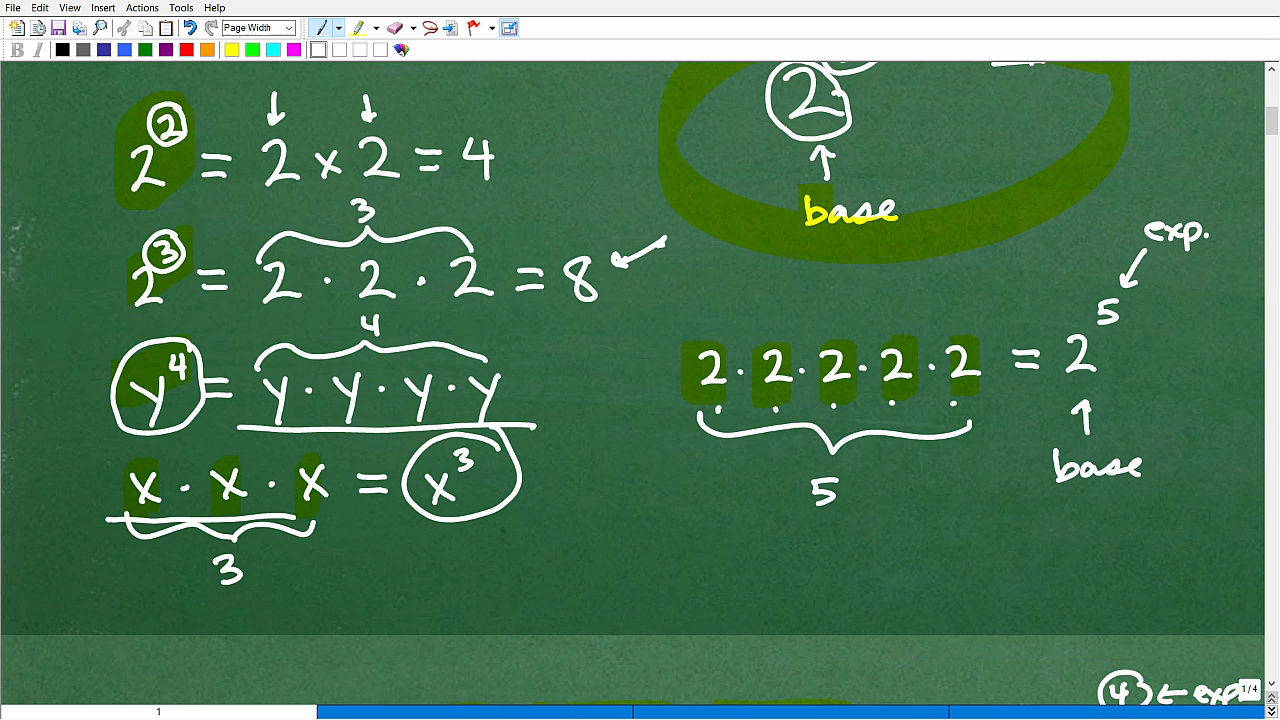 File Edit View Insert Actions Tools Help
Page Width
B I
2² = 2 x 2 = 4
3
2³ = 2 · 2 · 2 = 8
4
y⁴ = y · y · y · y
x · x · x = x³
3
2
base
exp.
2 · 2 · 2 · 2 · 2 = 2⁵
5
base
4 ← exp
1/4
1